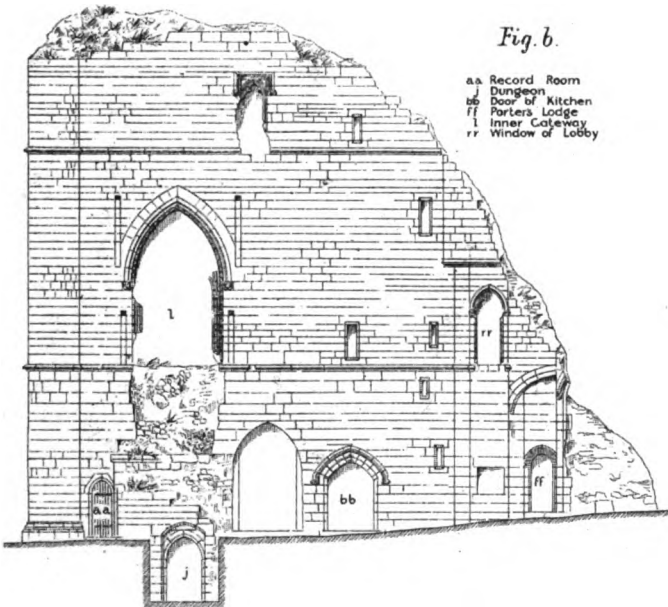 Fig. b.
aa Record Room
j Dungeon
bb Door of Kitchen
ff Porters Lodge
l Inner Gateway
rr Window of Lobby
F
l
rr
aa
F
bb
ff
j